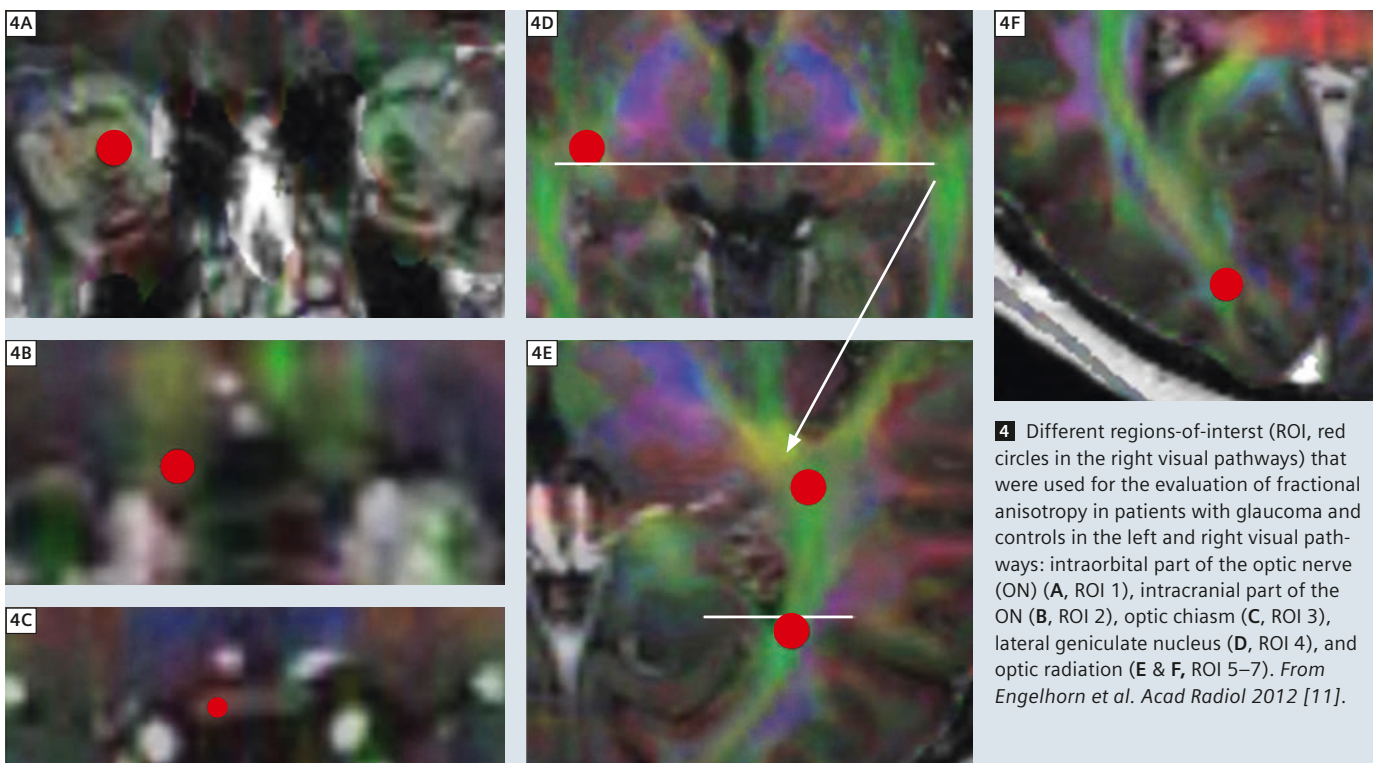 4A
4D
4F
4B
4E
4C
4 Different regions-of-interst (ROI, red
circles in the right visual pathways) that
were used for the evaluation of fractional
anisotropy in patients with glaucoma and
controls in the left and right visual path-
ways: intraorbital part of the optic nerve
(ON) (A, ROI 1), intracranial part of the
ON (B, ROI 2), optic chiasm (C, ROI 3),
lateral geniculate nucleus (D, ROI 4), and
optic radiation (E & F, ROI 5–7). From
Engelhorn et al. Acad Radiol 2012 [11].